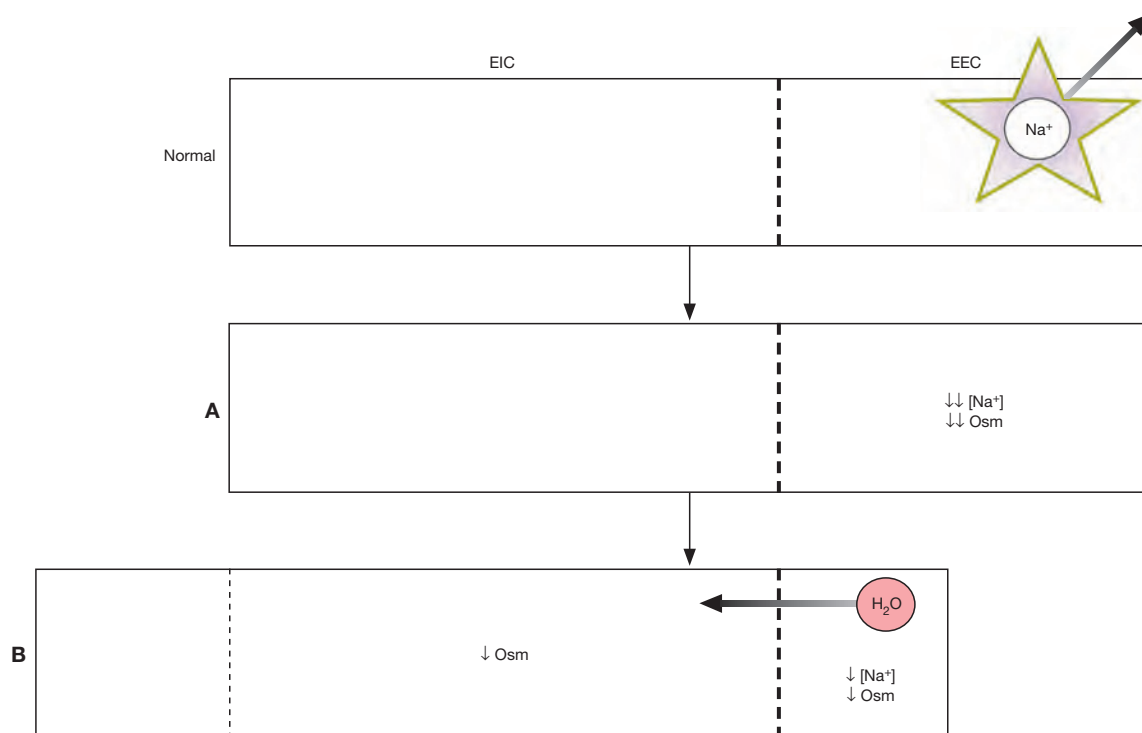 EIC
EEC
Normal
Na⁺
A
↓↓ [Na⁺]
↓↓ Osm
B
↓ Osm
H₂O
↓ [Na⁺]
↓ Osm